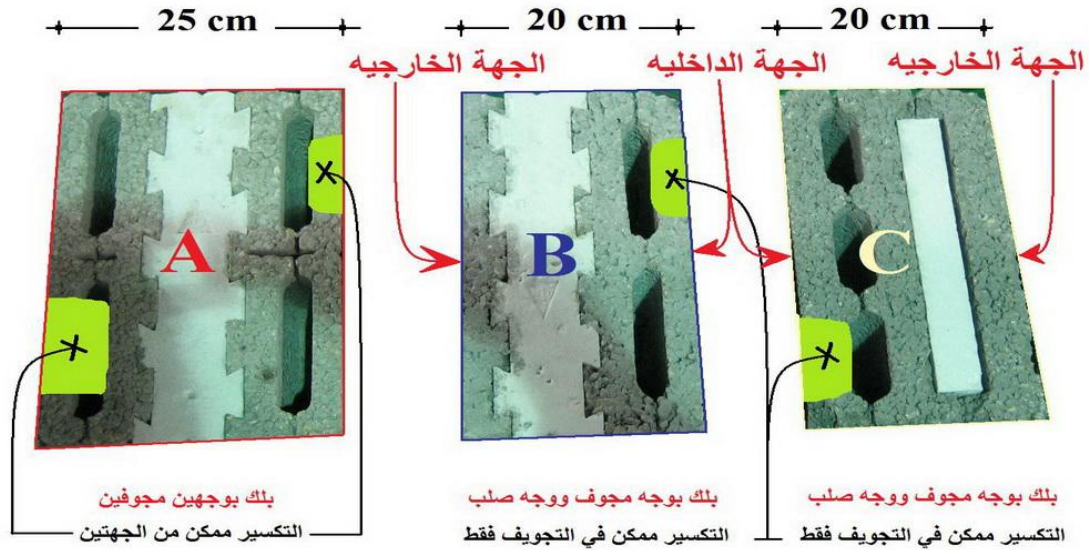 25 cm
20 cm
20 cm
الجهة الخارجيه
الجهة الداخليه
الجهة الخارجيه
A
B
C
بلك بوجهين مجوفين
التكسير ممكن من الجهتين
بلك بوجه مجوف ووجه صلب
التكسير ممكن في التجويف فقط
بلك بوجه مجوف ووجه صلب
التكسير ممكن في التجويف فقط